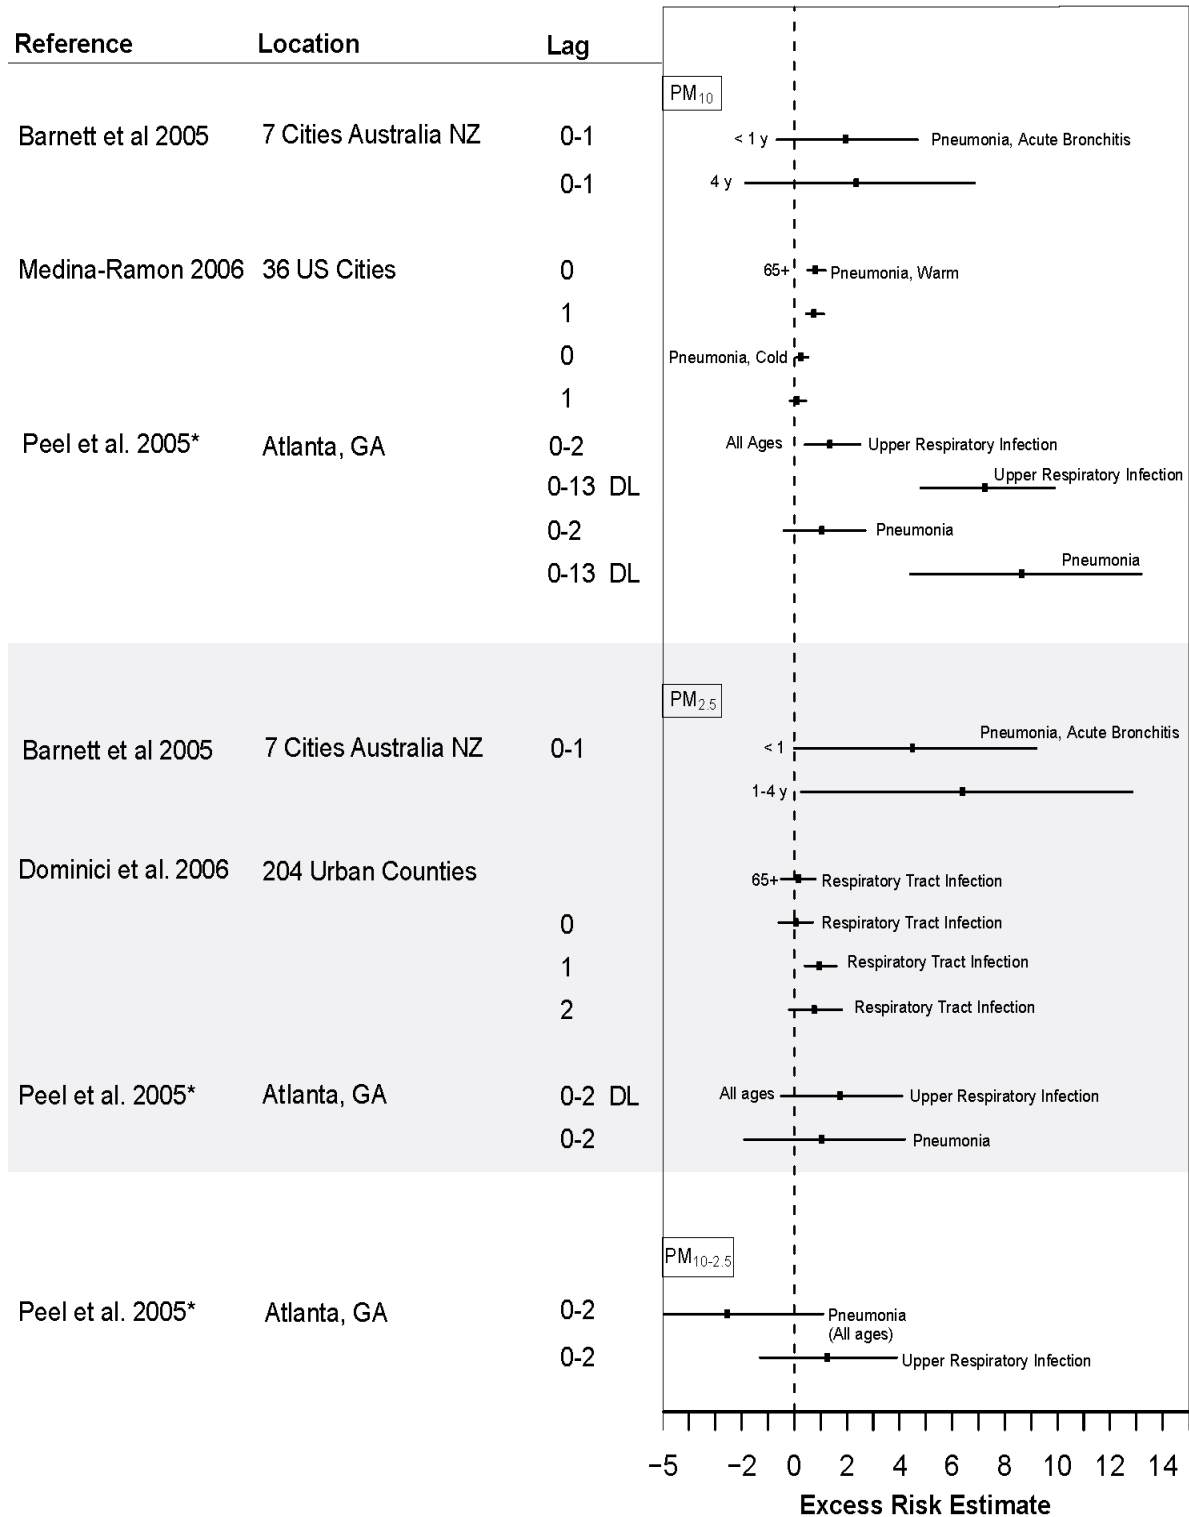 Reference Location Lag
PM10
Barnett et al 2005 7 Cities Australia NZ 0-1 < 1 y Pneumonia, Acute Bronchitis
0-1 4 y
Medina-Ramon 2006 36 US Cities 0 65+ Pneumonia, Warm
1
0 Pneumonia, Cold
1
Peel et al. 2005* Atlanta, GA 0-2 All Ages Upper Respiratory Infection
0-13 DL Upper Respiratory Infection
0-2 Pneumonia
0-13 DL Pneumonia
PM2.5
Barnett et al 2005 7 Cities Australia NZ 0-1 < 1 Pneumonia, Acute Bronchitis
1-4 y
Dominici et al. 2006 204 Urban Counties 65+ Respiratory Tract Infection
0 Respiratory Tract Infection
1 Respiratory Tract Infection
2 Respiratory Tract Infection
Peel et al. 2005* Atlanta, GA 0-2 DL All ages Upper Respiratory Infection
0-2 Pneumonia
PM10-2.5
Peel et al. 2005* Atlanta, GA 0-2 Pneumonia
(All ages)
0-2 Upper Respiratory Infection
−5 −2 0 2 4 6 8 10 12 14
Excess Risk Estimate